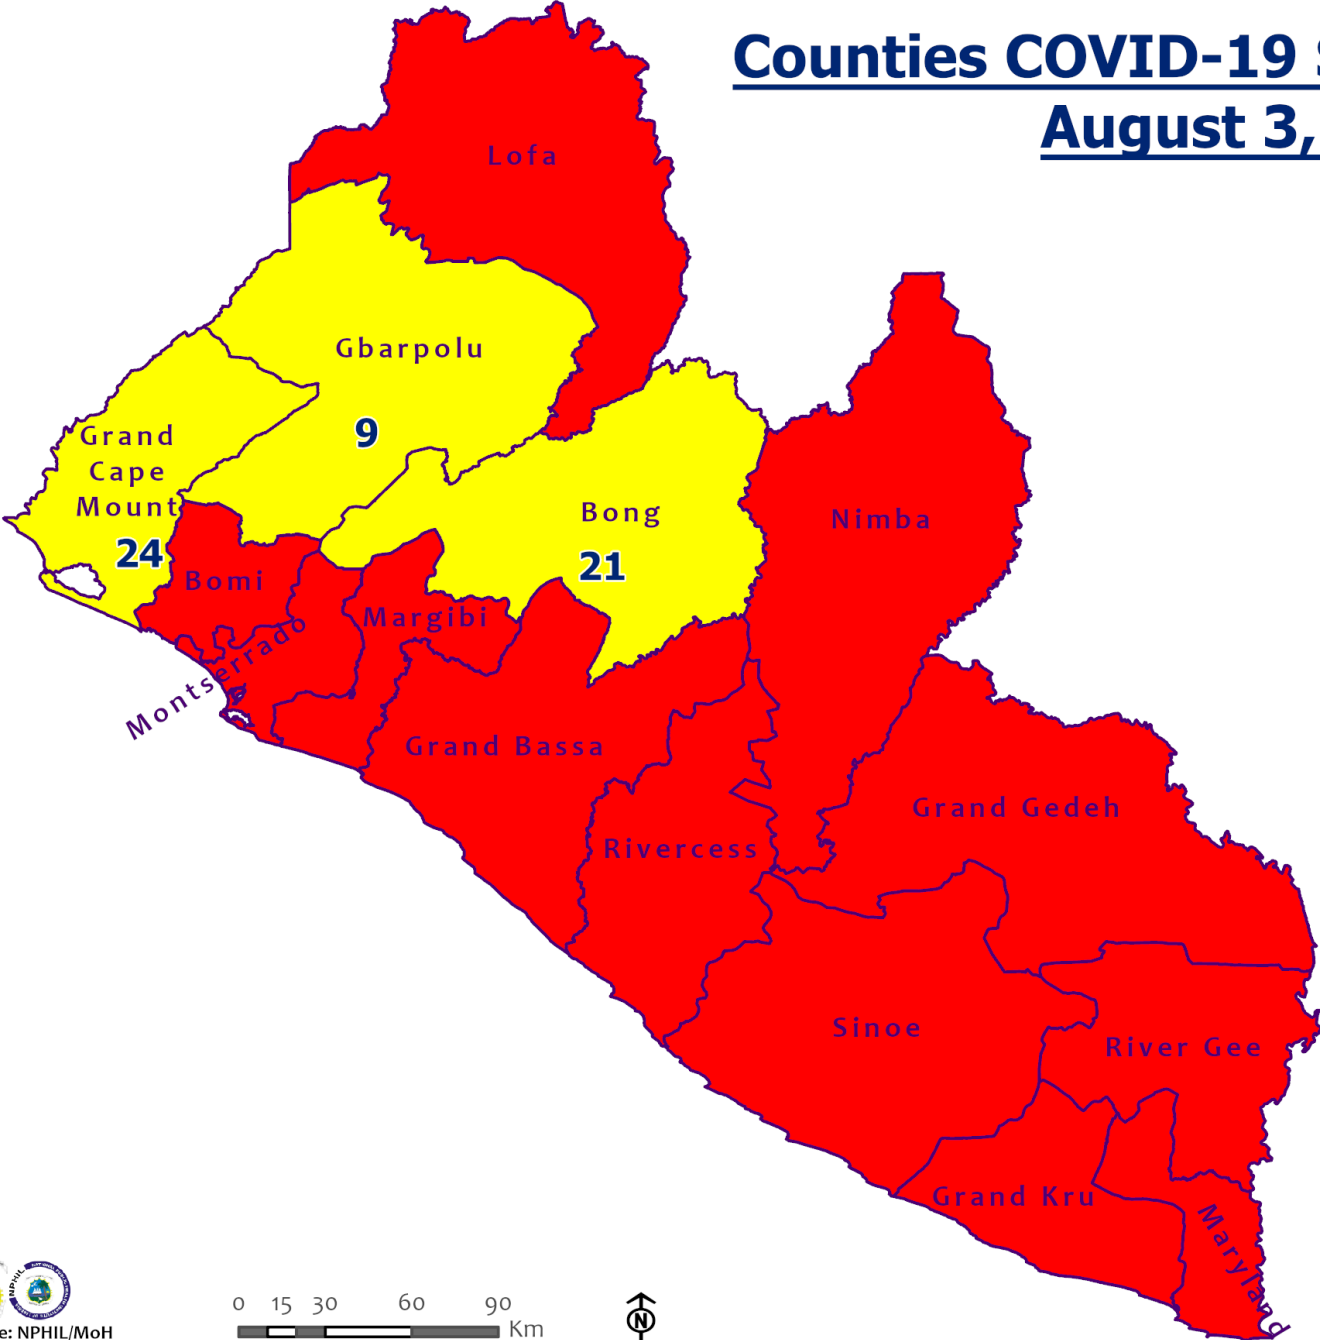 Counties COVID-19
August 3,
Lofa
Gbarpolu
9
Grand
Cape
Mount
24
Bong
21
Nimba
Bomi
Margibi
Montserrado
Grand Bassa
Grand Gedeh
Rivercess
Sinoe
River Gee
Grand Kru
Maryland
0 15 30 60 90
Km
N
NPHIL
e: NPHIL/MoH